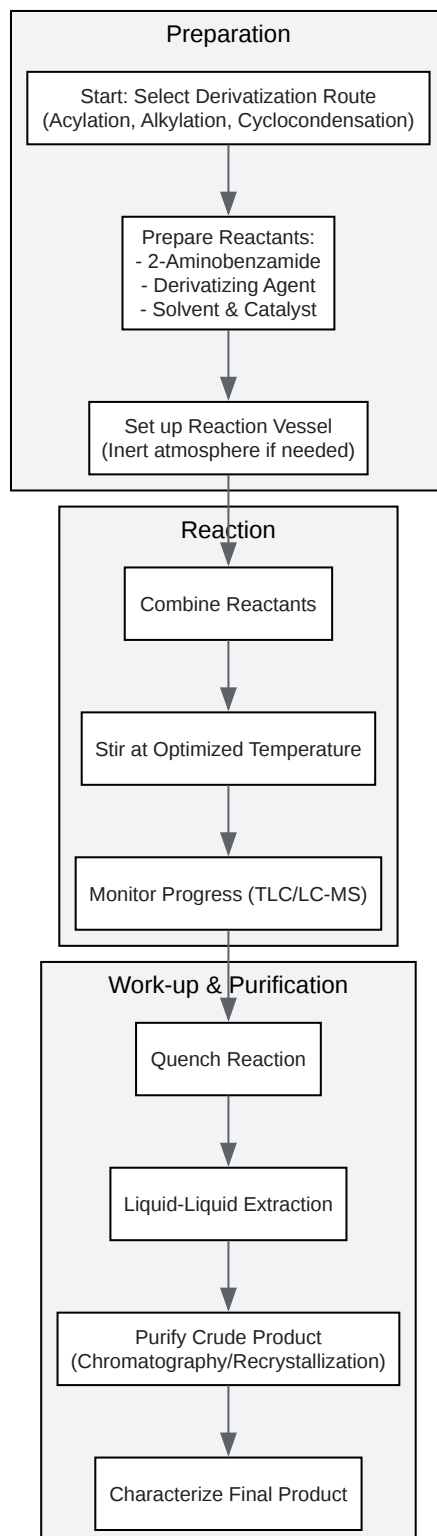 Preparation
Start: Select Derivatization Route
(Acylation, Alkylation, Cyclocondensation)
Prepare Reactants:
- 2-Aminobenzamide
- Derivatizing Agent
- Solvent & Catalyst
Set up Reaction Vessel
(Inert atmosphere if needed)
Reaction
Combine Reactants
Stir at Optimized Temperature
Monitor Progress (TLC/LC-MS)
Work-up & Purification
Quench Reaction
Liquid-Liquid Extraction
Purify Crude Product
(Chromatography/Recrystallization)
Characterize Final Product